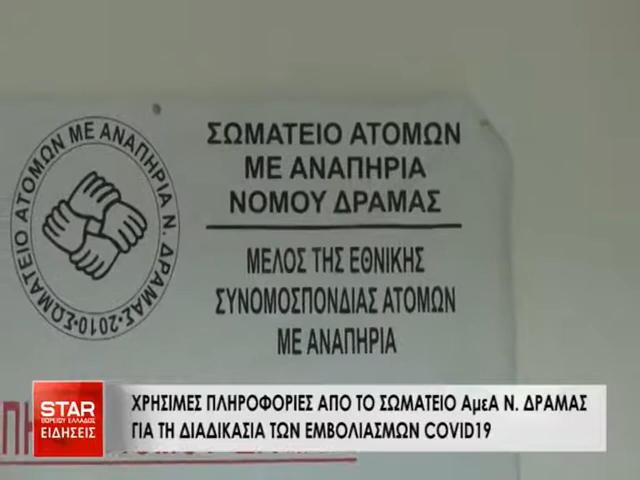 ΣΩΜΑΤΕΙΟ ΑΤΟΜΩΝ ΜΕ ΑΝΑΠΗΡΙΑ Ν. ΔΡΑΜΑΣ·2010·
ΣΩΜΑΤΕΙΟ ΑΤΟΜΩΝ
ΜΕ ΑΝΑΠΗΡΙΑ
ΝΟΜΟΥ ΔΡΑΜΑΣ
ΜΕΛΟΣ ΤΗΣ ΕΘΝΙΚΗΣ
ΣΥΝΟΜΟΣΠΟΝΔΙΑΣ ΑΤΟΜΩΝ
ΜΕ ΑΝΑΠΗΡΙΑ
STAR
ΒΟΡΕΙΟΥ ΕΛΛΑΔΟΣ
ΕΙΔΗΣΕΙΣ
ΧΡΗΣΙΜΕΣ ΠΛΗΡΟΦΟΡΙΕΣ ΑΠΟ ΤΟ ΣΩΜΑΤΕΙΟ ΑμεΑ Ν. ΔΡΑΜΑΣ
ΓΙΑ ΤΗ ΔΙΑΔΙΚΑΣΙΑ ΤΩΝ ΕΜΒΟΛΙΑΣΜΩΝ COVID19